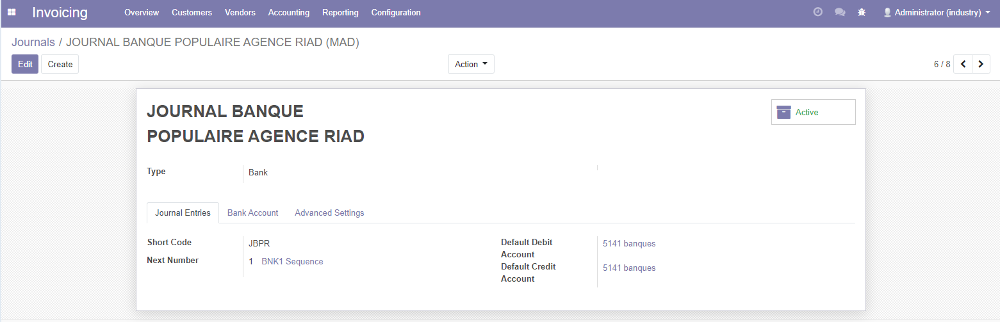 Invoicing Overview Customers Vendors Accounting Reporting Configuration Administrator (industry)
Journals / JOURNAL BANQUE POPULAIRE AGENCE RIAD (MAD)
Edit Create Action 6 / 8
JOURNAL BANQUE
POPULAIRE AGENCE RIAD
Active
Type Bank
Journal Entries Bank Account Advanced Settings
Short Code JBPR
Next Number 1 BNK1 Sequence
Default Debit
Account
5141 banques
Default Credit
Account
5141 banques